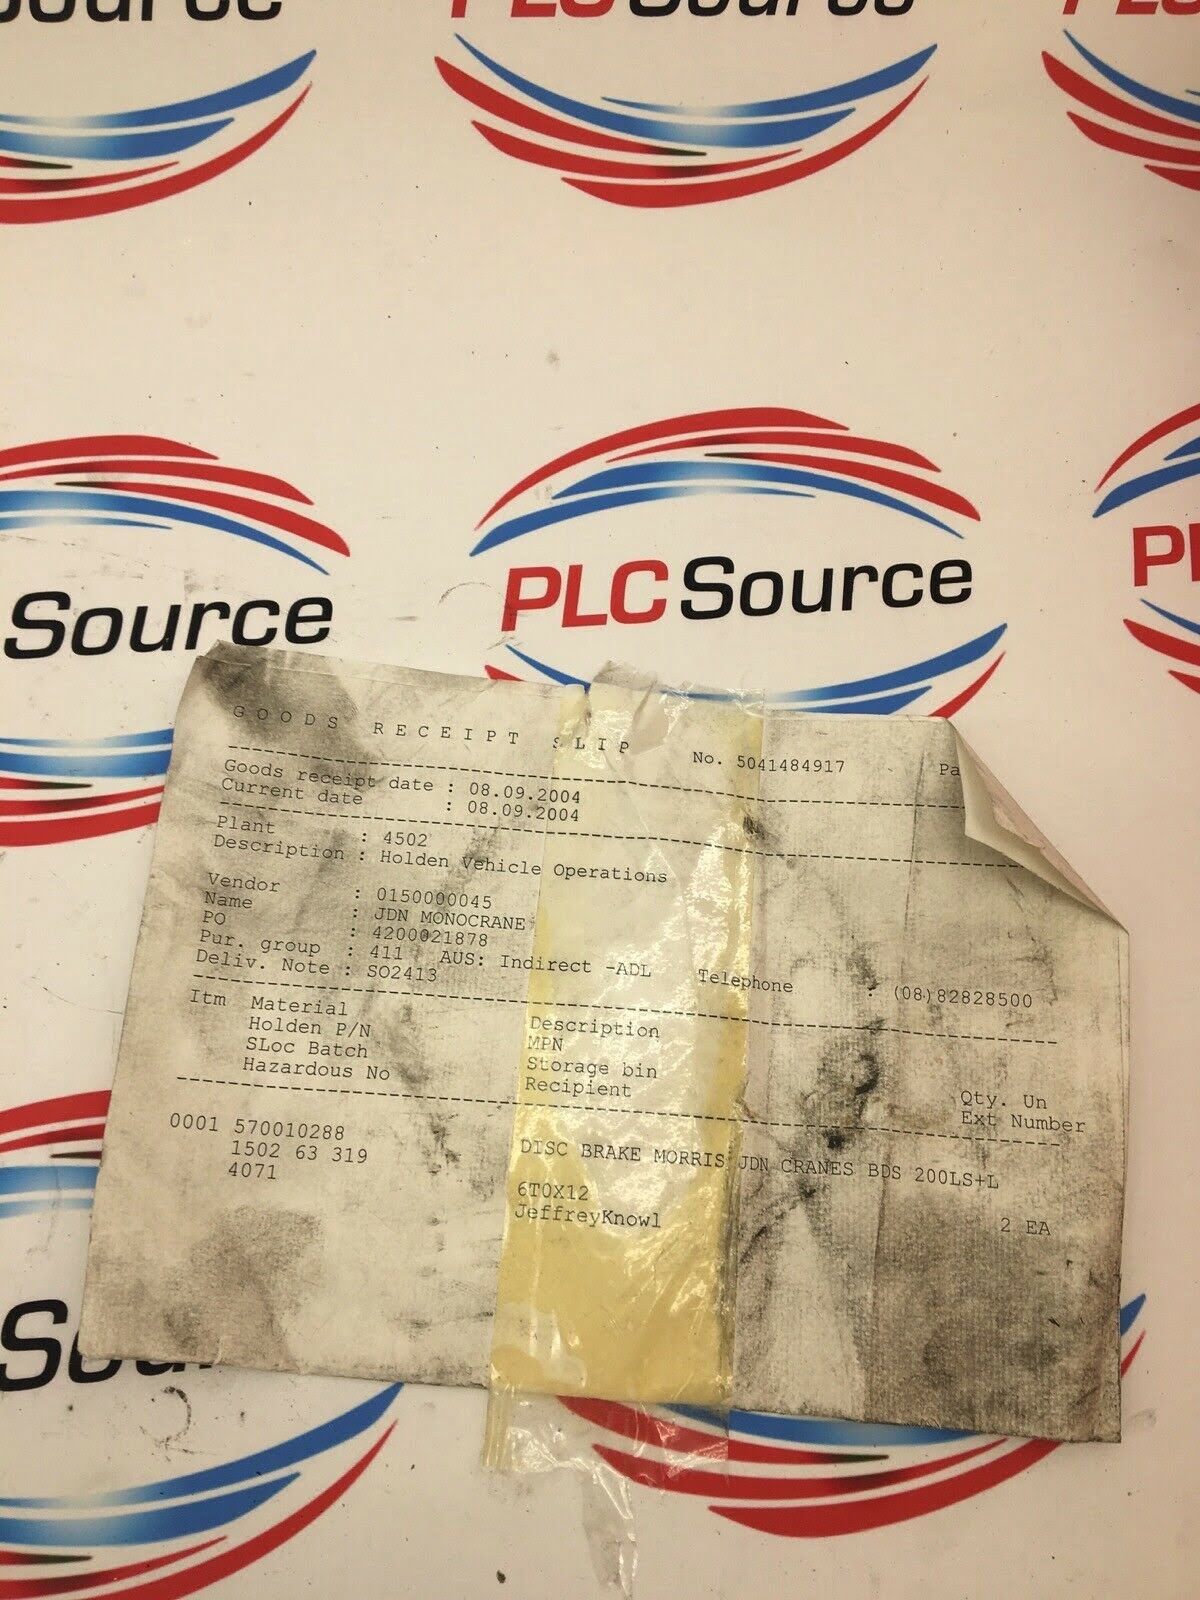 Source
PLC Source
PLC
Source
PLC Source
GOODS RECEIPT SLIP No. 5041484917
Goods receipt date : 08.09.2004
Current date : 08.09.2004
Plant : 4502
Description : Holden Vehicle Operations
Vendor : 0150000045
Name : JDN MONOCRANE
PO : 4200021878
Pur. group : 411 AUS: Indirect -ADL Telephone : (08)82828500
Deliv. Note : SO2413
Itm Material Description
Holden P/N MPN
SLoc Batch Storage bin Qty. Un
Hazardous No Recipient Ext Number
0001 570010288 DISC BRAKE MORRIS JDN CRANES BDS 200LS+L
1502 63 319
4071 6T0X12 2 EA
JeffreyKnowl